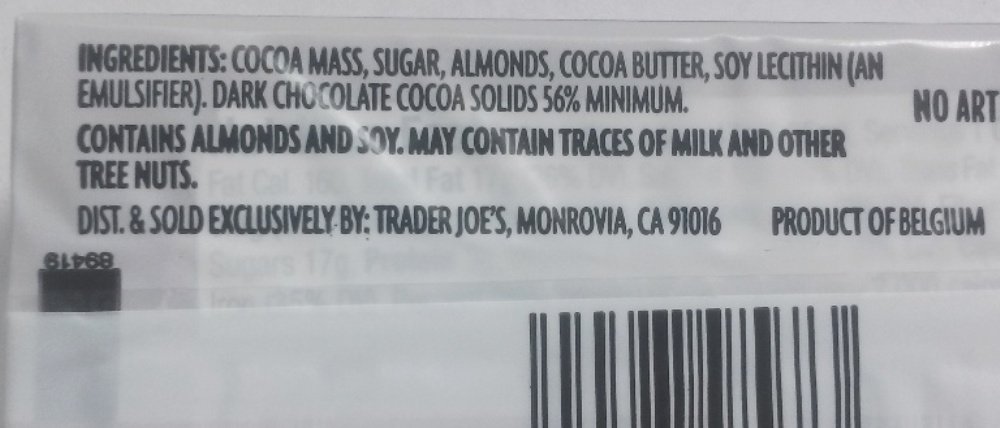 INGREDIENTS: COCOA MASS, SUGAR, ALMONDS, COCOA BUTTER, SOY LECITHIN (AN
EMULSIFIER). DARK CHOCOLATE COCOA SOLIDS 56% MINIMUM.
NO ART
CONTAINS ALMONDS AND SOY. MAY CONTAIN TRACES OF MILK AND OTHER
TREE NUTS.
DIST. & SOLD EXCLUSIVELY BY: TRADER JOE'S, MONROVIA, CA 91016 PRODUCT OF BELGIUM
89419
Sugars 17g